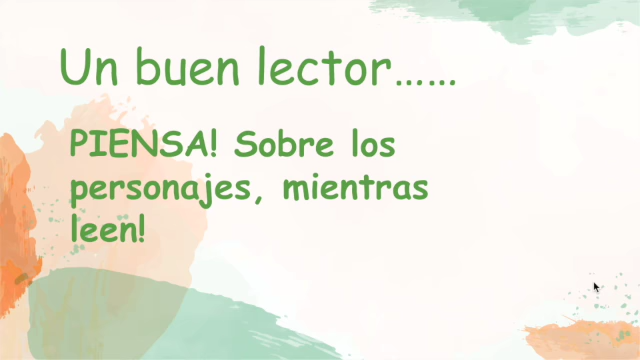 Un buen lector……
PIENSA! Sobre los
personajes, mientras
leen!